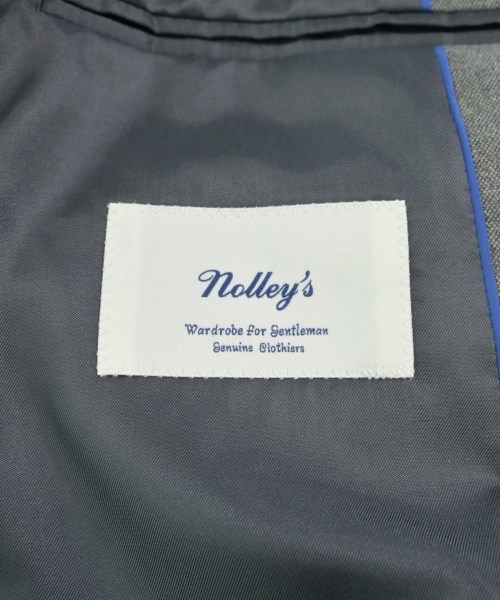 nolley's
Wardrobe for Gentleman
Genuine Clothiers